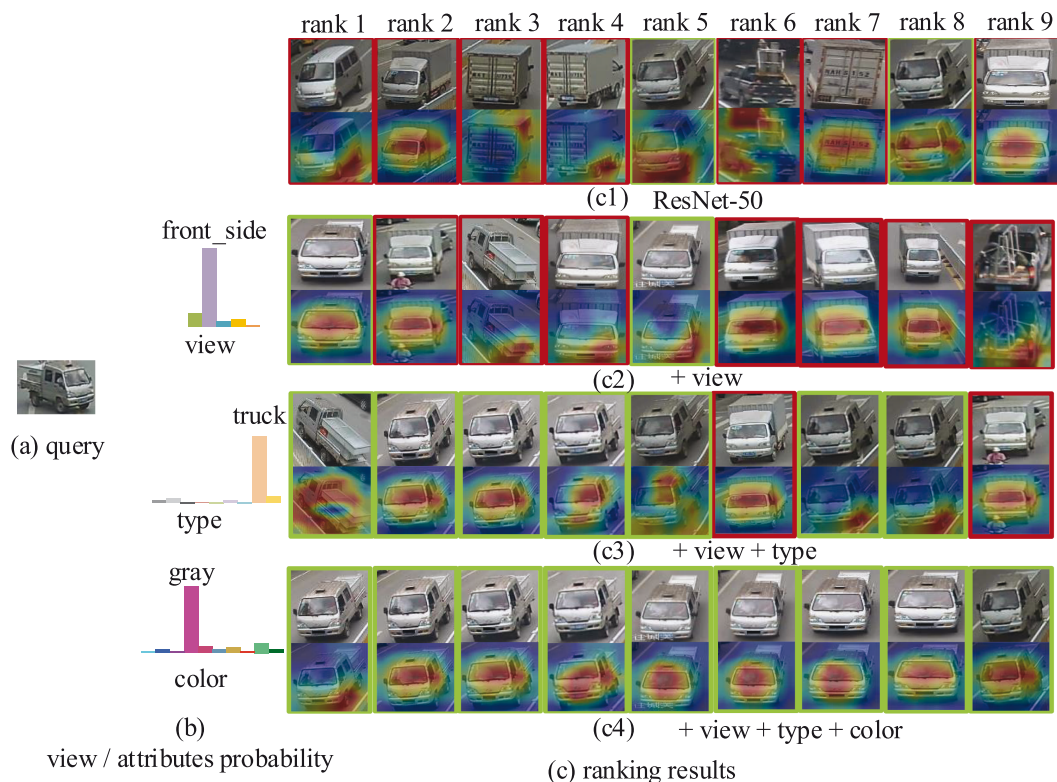 rank 1 rank 2 rank 3 rank 4 rank 5 rank 6 rank 7 rank 8 rank 9
(c1) ResNet-50
front_side
view
(c2) + view
(a) query
truck
type
(c3) + view + type
gray
color
(b)
(c4) + view + type + color
view / attributes probability
(c) ranking results